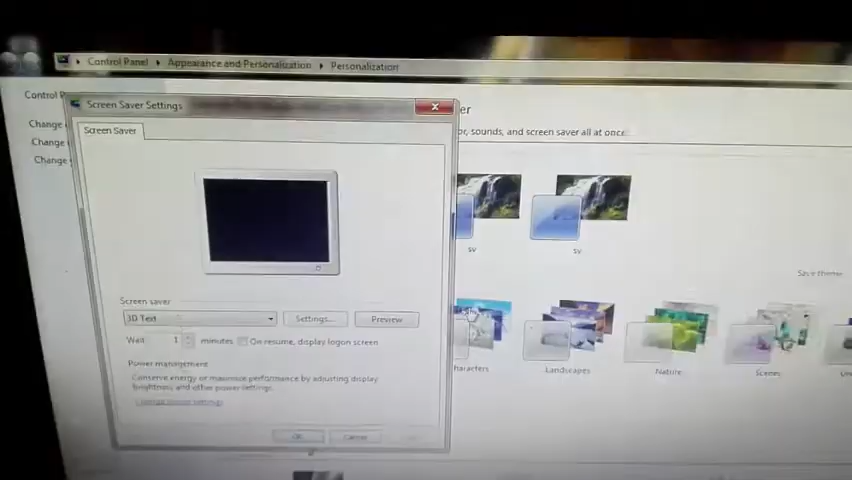 Control Panel ▸ Appearance and Personalization ▸ Personalization
Control
Screen Saver Settings
er
Change
or, sounds, and screen saver all at once.
Screen Saver
Change
Change
sv
sv
Save theme
Screen saver
3D Text
Settings...
Preview
Wait 1 minutes
On resume, display logon screen
Power management
Conserve energy or maximize performance by adjusting display
brightness and other power settings.
Change power settings
OK
Cancel
haracters
Landscapes
Nature
Scenes